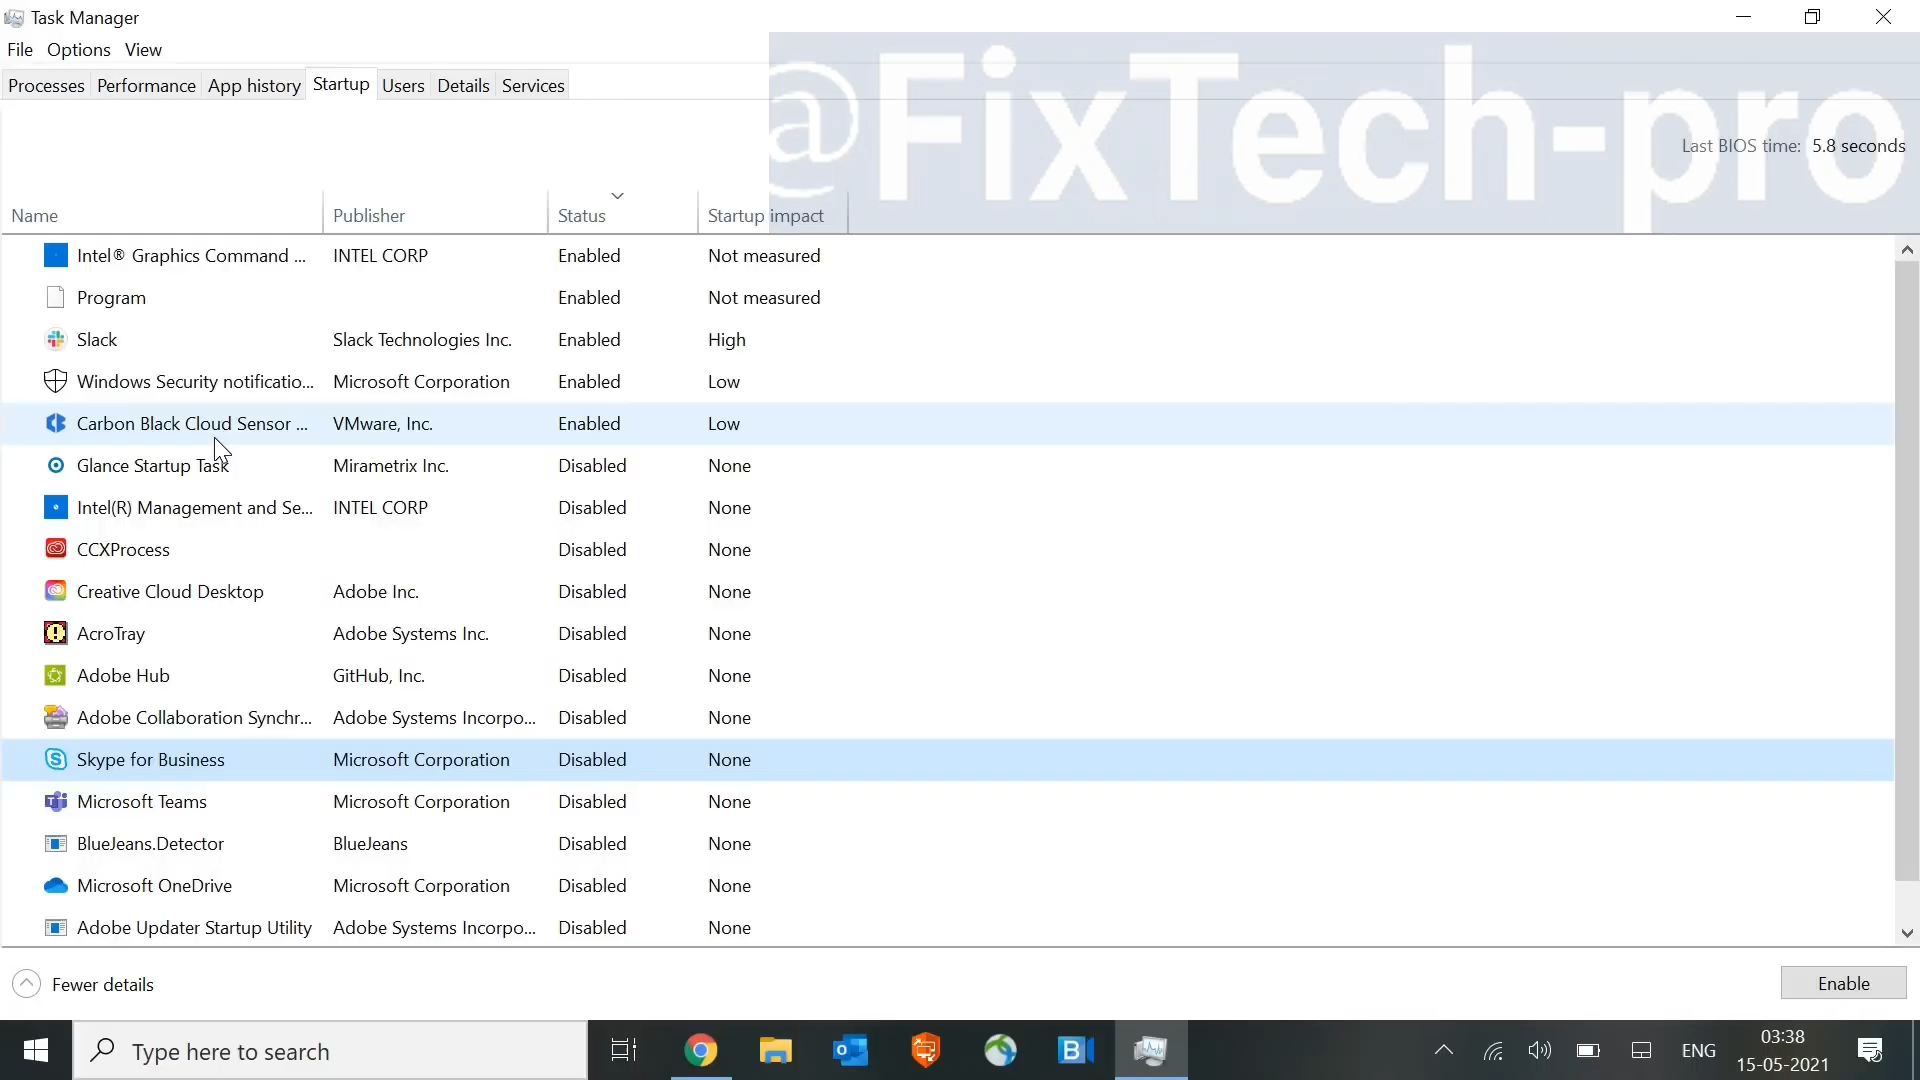 Task Manager
File Options View
@FixTech-pro
Processes Performance App history Startup Users Details Services
Last BIOS time: 5.8 seconds
Name Publisher Status Startup impact
Intel® Graphics Command ... INTEL CORP Enabled Not measured
Program Enabled Not measured
Slack Slack Technologies Inc. Enabled High
Windows Security notificatio... Microsoft Corporation Enabled Low
Carbon Black Cloud Sensor ... VMware, Inc. Enabled Low
Glance Startup Task Mirametrix Inc. Disabled None
Intel(R) Management and Se... INTEL CORP Disabled None
CCXProcess Disabled None
Creative Cloud Desktop Adobe Inc. Disabled None
AcroTray Adobe Systems Inc. Disabled None
Adobe Hub GitHub, Inc. Disabled None
Adobe Collaboration Synchr... Adobe Systems Incorpo... Disabled None
Skype for Business Microsoft Corporation Disabled None
Microsoft Teams Microsoft Corporation Disabled None
BlueJeans.Detector BlueJeans Disabled None
Microsoft OneDrive Microsoft Corporation Disabled None
Adobe Updater Startup Utility Adobe Systems Incorpo... Disabled None
Fewer details Enable
Type here to search ENG 03:38
15-05-2021